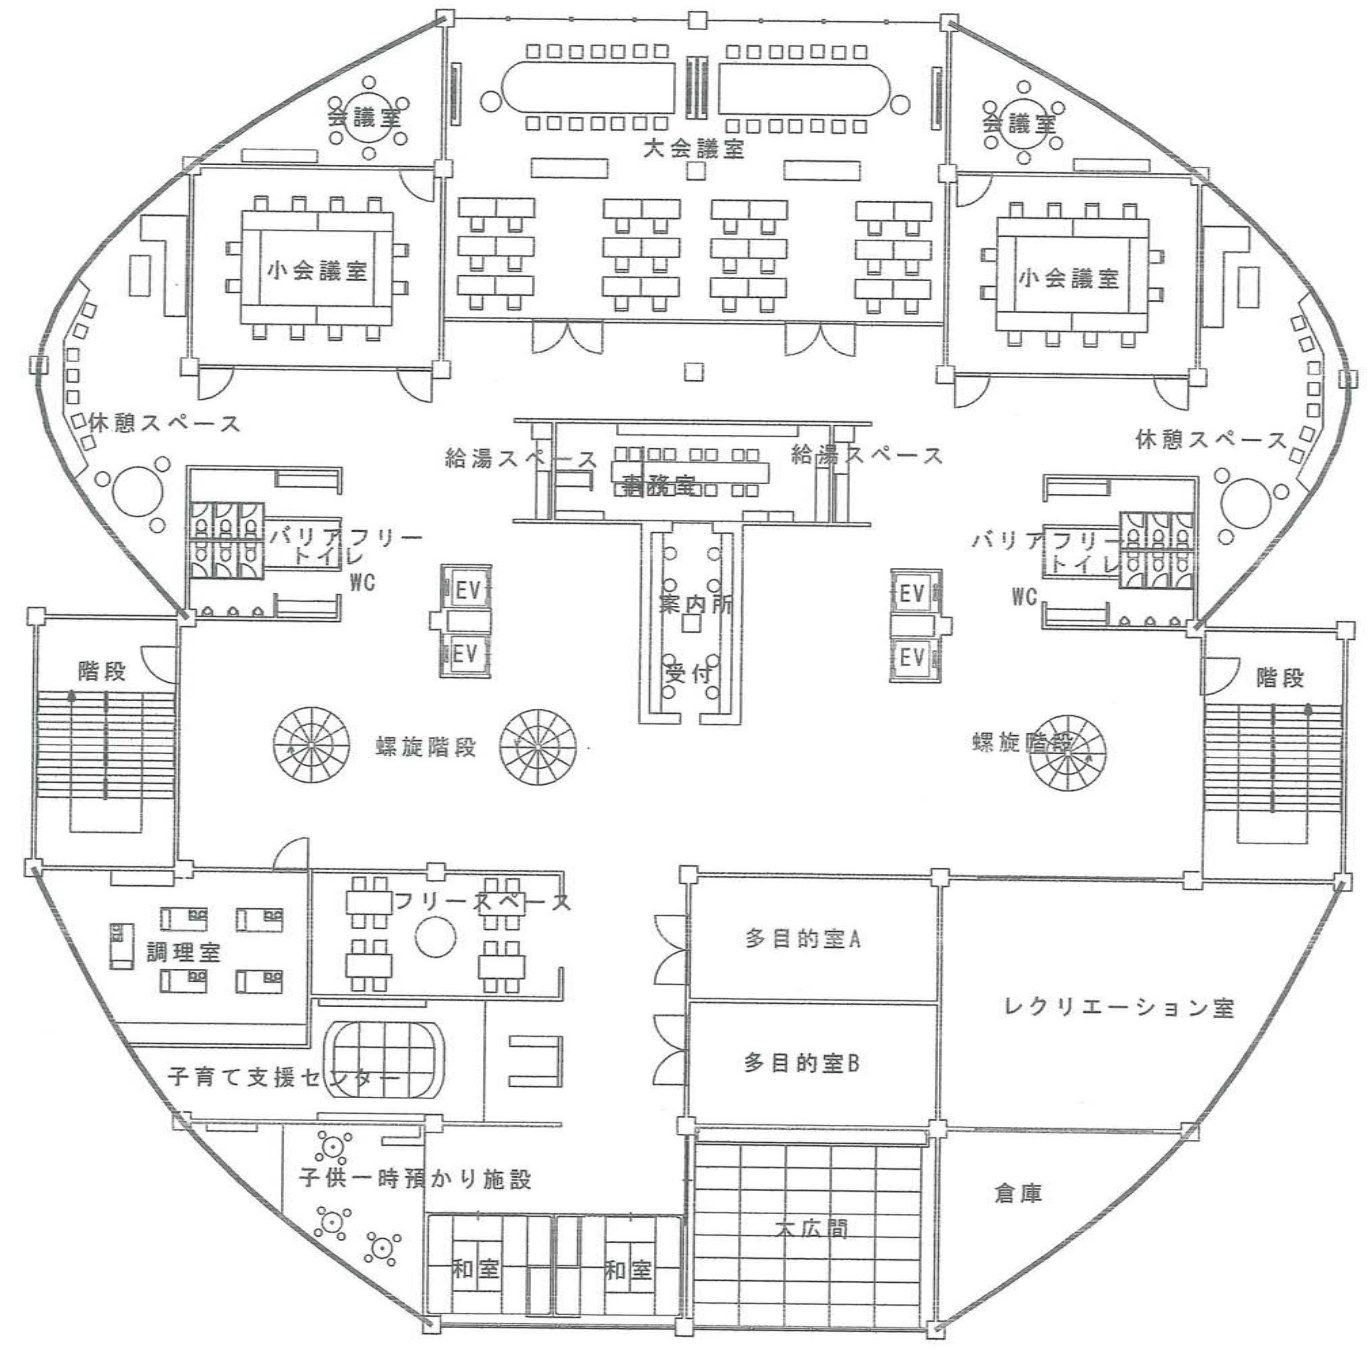 会議室
会議室
大会議室
小会議室
小会議室
休憩スペース
給湯スペース
給湯スペース
休憩スペース
事務室
バリアフリー
トイレ
WC
バリアフリー
トイレ
WC
EV
EV
案内所
EV
EV
受付
階段
階段
螺旋階段
螺旋階段
フリースペース
調理室
多目的室A
レクリエーション室
多目的室B
子育て支援センター
子供一時預かり施設
倉庫
大広間
和室
和室